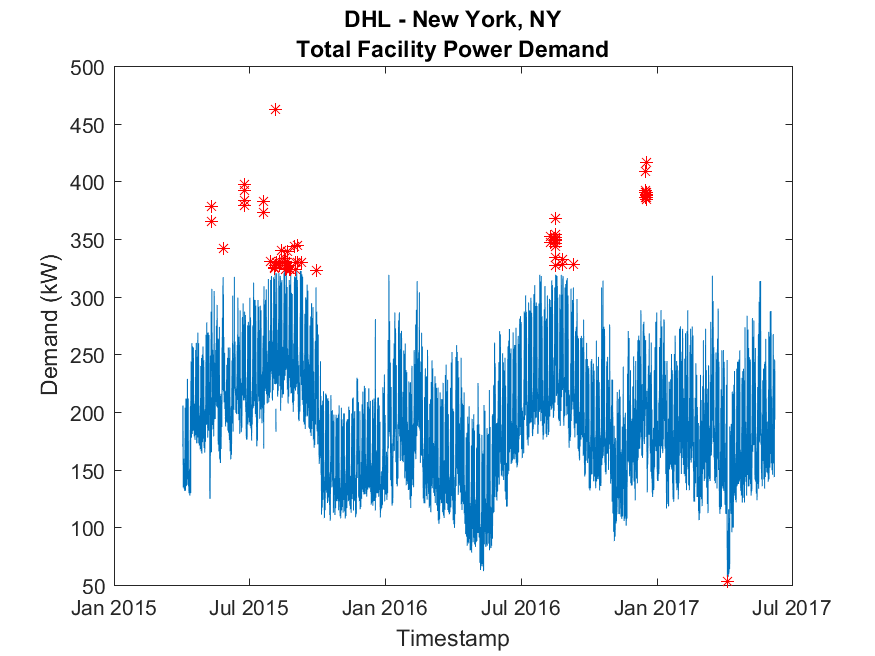 DHL - New York, NY
Total Facility Power Demand
500
450
400
350
300
250
200
150
100
50
Demand (kW)
Jan 2015 Jul 2015 Jan 2016 Jul 2016 Jan 2017 Jul 2017
Timestamp